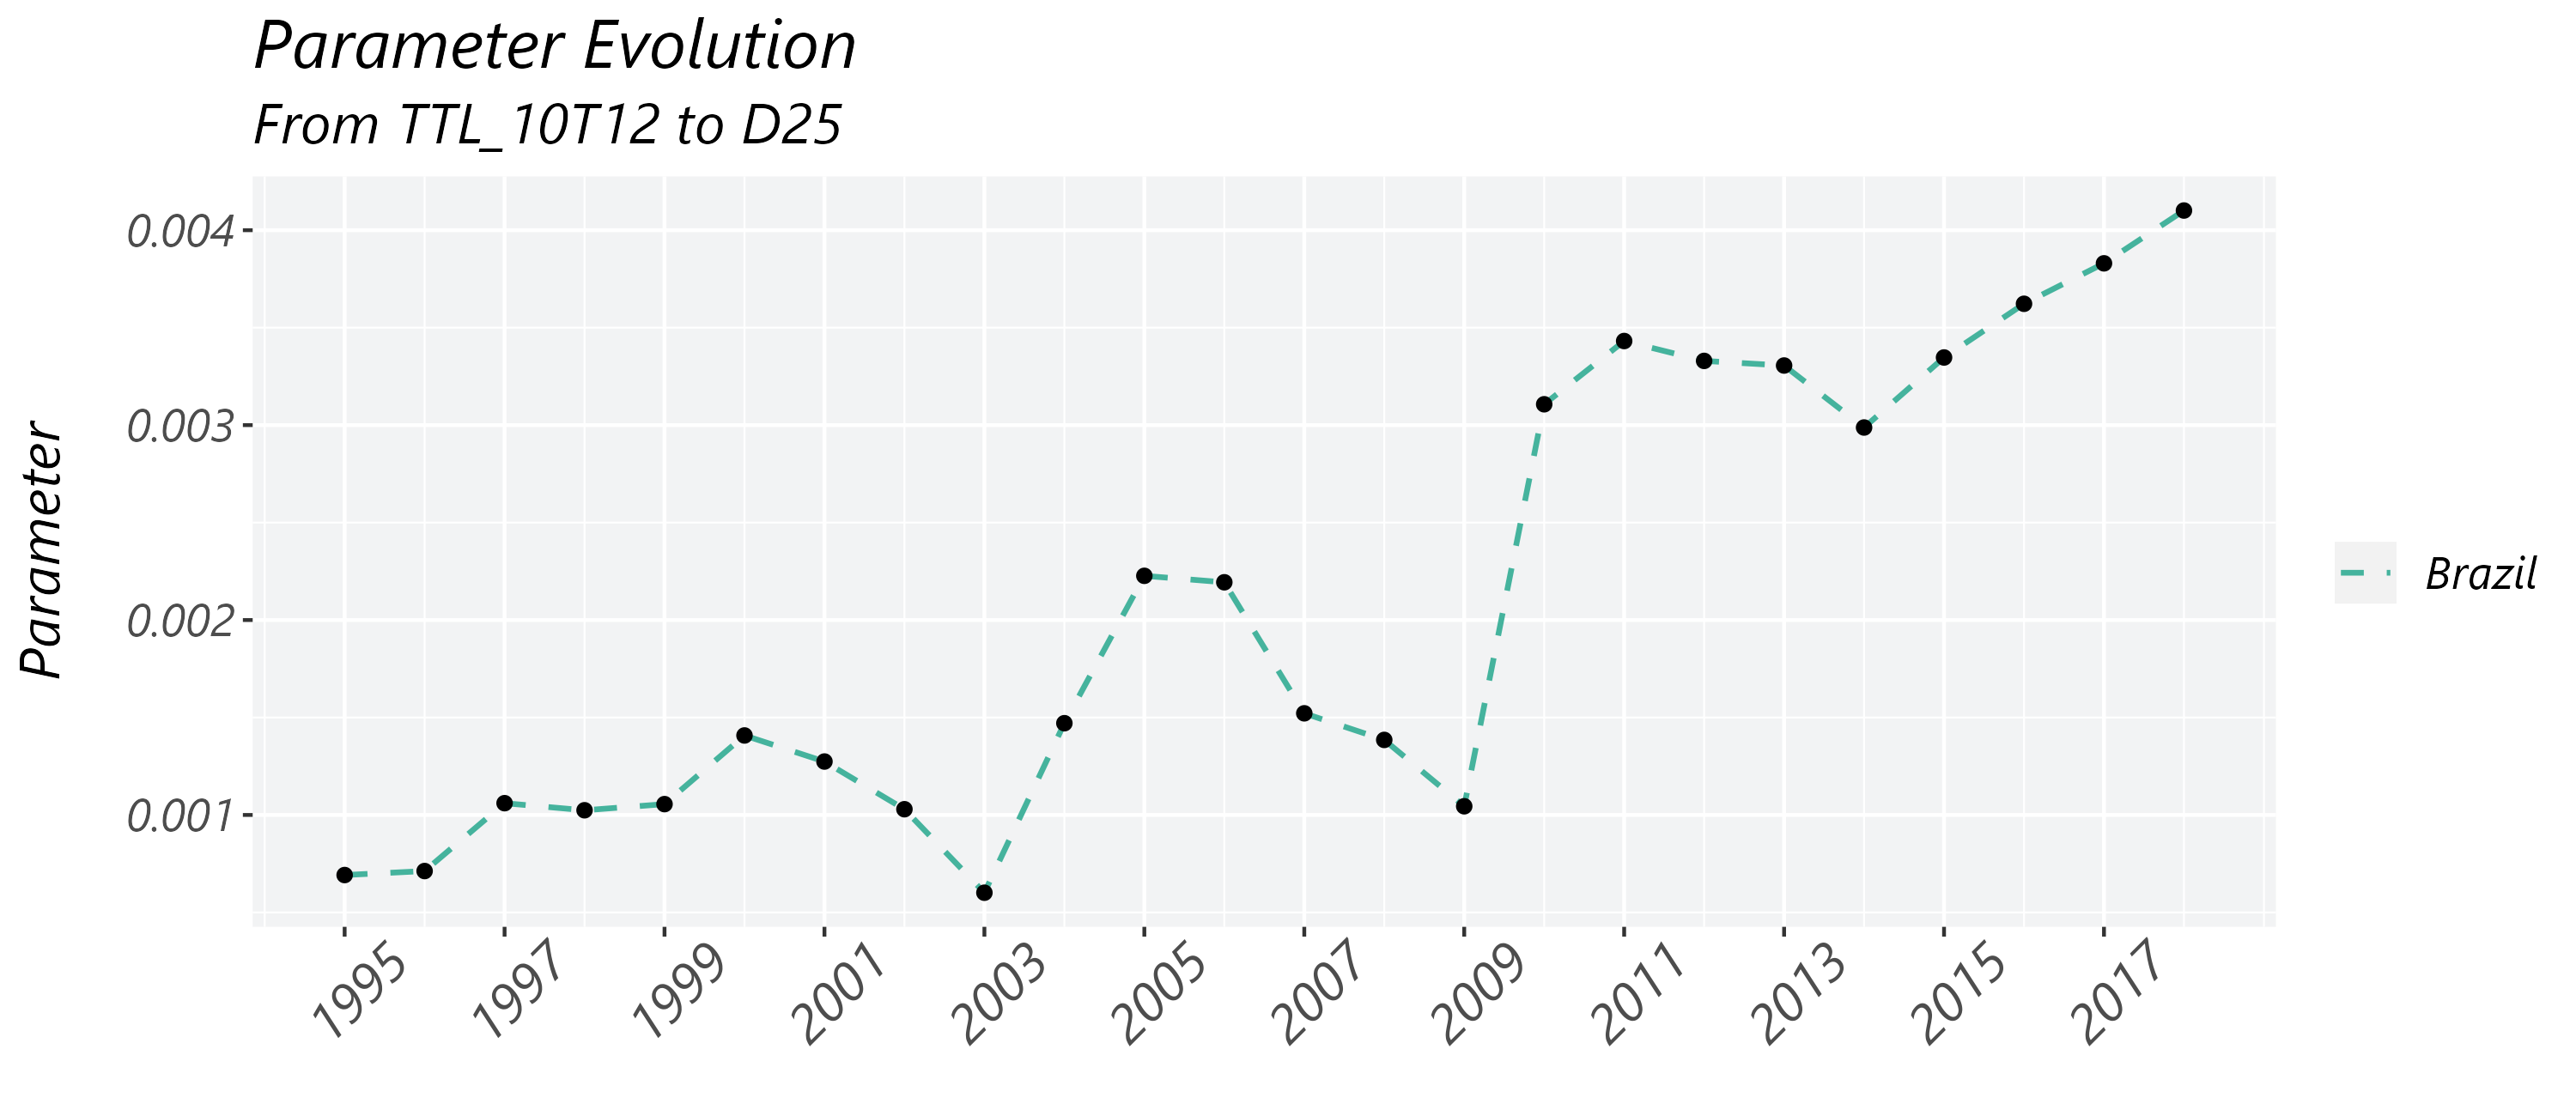 Parameter Evolution
From TTL_10T12 to D25
Parameter
0.004
0.003
0.002
0.001
1995 1997 1999 2001 2003 2005 2007 2009 2011 2013 2015 2017
Brazil